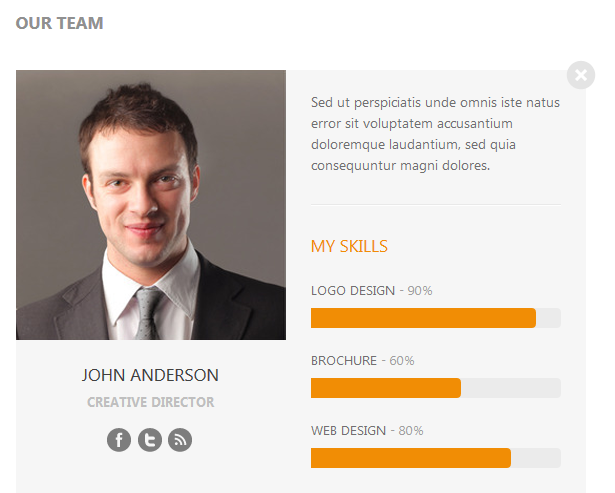 OUR TEAM
Sed ut perspiciatis unde omnis iste natus
error sit voluptatem accusantium
doloremque laudantium, sed quia
consequuntur magni dolores.
MY SKILLS
LOGO DESIGN - 90%
BROCHURE - 60%
WEB DESIGN - 80%
JOHN ANDERSON
CREATIVE DIRECTOR